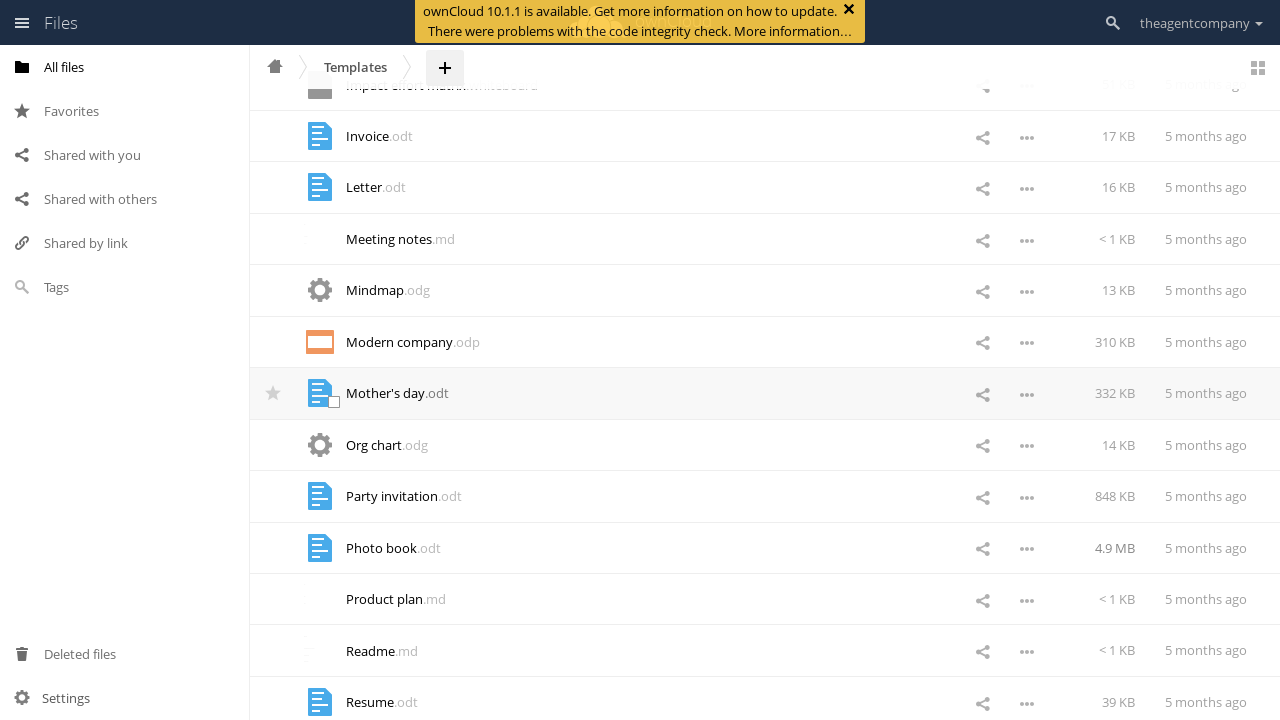 Files
ownCloud 10.1.1 is available. Get more information on how to update.
There were problems with the code integrity check. More information…
theagentcompany
All files
Favorites
Shared with you
Shared with others
Shared by link
Tags
Deleted files
Settings
Templates
Impact effort matrix.whiteboard
Invoice.odt 17 KB 5 months ago
Letter.odt 16 KB 5 months ago
Meeting notes.md < 1 KB 5 months ago
Mindmap.odg 13 KB 5 months ago
Modern company.odp 310 KB 5 months ago
Mother's day.odt 332 KB 5 months ago
Org chart.odg 14 KB 5 months ago
Party invitation.odt 848 KB 5 months ago
Photo book.odt 4.9 MB 5 months ago
Product plan.md < 1 KB 5 months ago
Readme.md < 1 KB 5 months ago
Resume.odt 39 KB 5 months ago